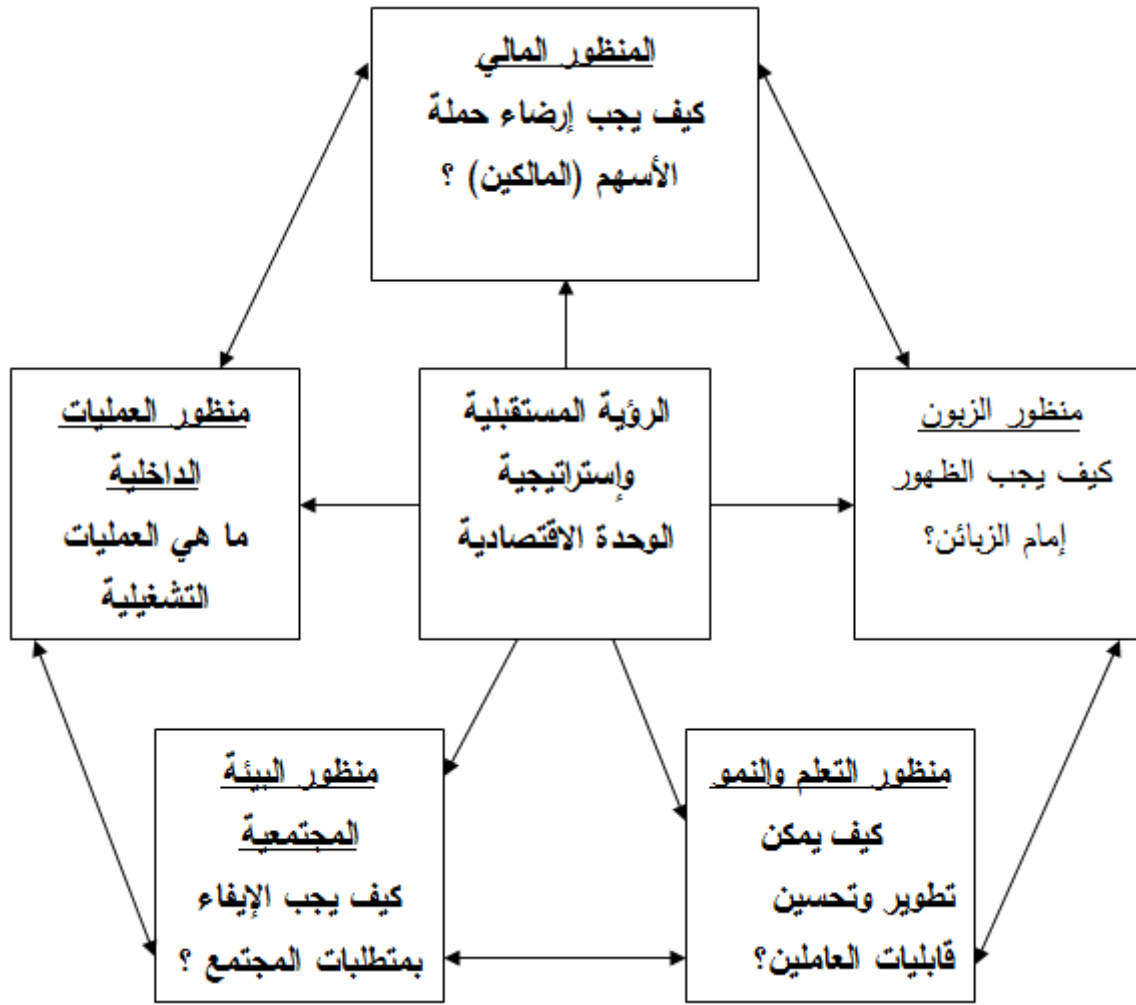 المنظور المالي
كيف يجب إرضاء حملة
الأسهم (المالكين) ؟
منظور الزبون
كيف يجب الظهور
إمام الزبائن؟
الرؤية المستقبلية
وإستراتيجية
الوحدة الاقتصادية
منظور العمليات
الداخلية
ما هي العمليات
التشغيلية
منظور التعلم والنمو
كيف يمكن
تطوير وتحسين
قابليات العاملين؟
منظور البيئة
المجتمعية
كيف يجب الإيفاء
بمتطلبات المجتمع ؟